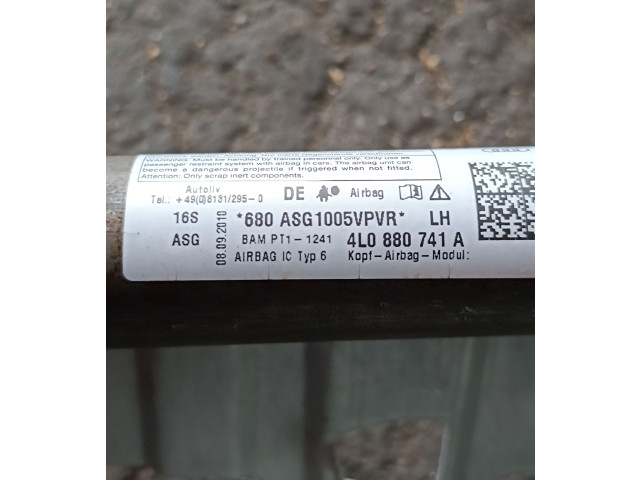 WARNING: Must be handled by trained personnel only. Only use as
passenger restraint system with airbag in cars. Airbag unit can
become a dangerous projectile if triggered when not fitted.
Caution: Only scrap inert components.
Autoliv DE Airbag
Tel.: +49(0)8131/295-0
16S 08.09.2010 *680 ASG1005VPVR* LH
ASG BAM PT1-1241 4L0 880 741 A
AIRBAG IC Typ 6 Kopf-Airbag-Modul: